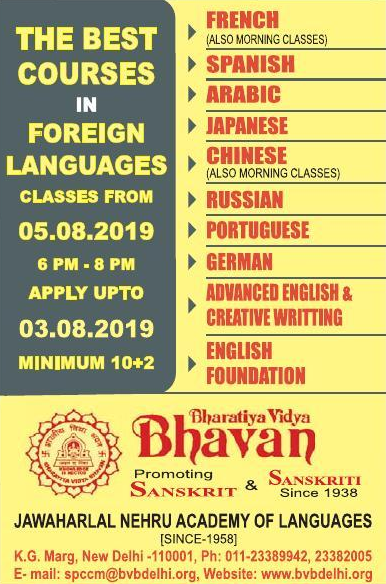 THE BEST
COURSES
IN
FOREIGN
LANGUAGES
CLASSES FROM
05.08.2019
6 PM - 8 PM
APPLY UPTO
03.08.2019
MINIMUM 10+2
FRENCH
(ALSO MORNING CLASSES)
SPANISH
ARABIC
JAPANESE
CHINESE
(ALSO MORNING CLASSES)
RUSSIAN
PORTUGUESE
GERMAN
ADVANCED ENGLISH &
CREATIVE WRITTING
ENGLISH
FOUNDATION
Bharatiya Vidya
Bhavan
Promoting
SANSKRIT & SANSKRITI
Since 1938
JAWAHARLAL NEHRU ACADEMY OF LANGUAGES
[SINCE-1958]
K.G. Marg, New Delhi -110001, Ph: 011-23389942, 23382005
E- mail: spccm@bvbdelhi.org, Website: www.bvbdelhi.org